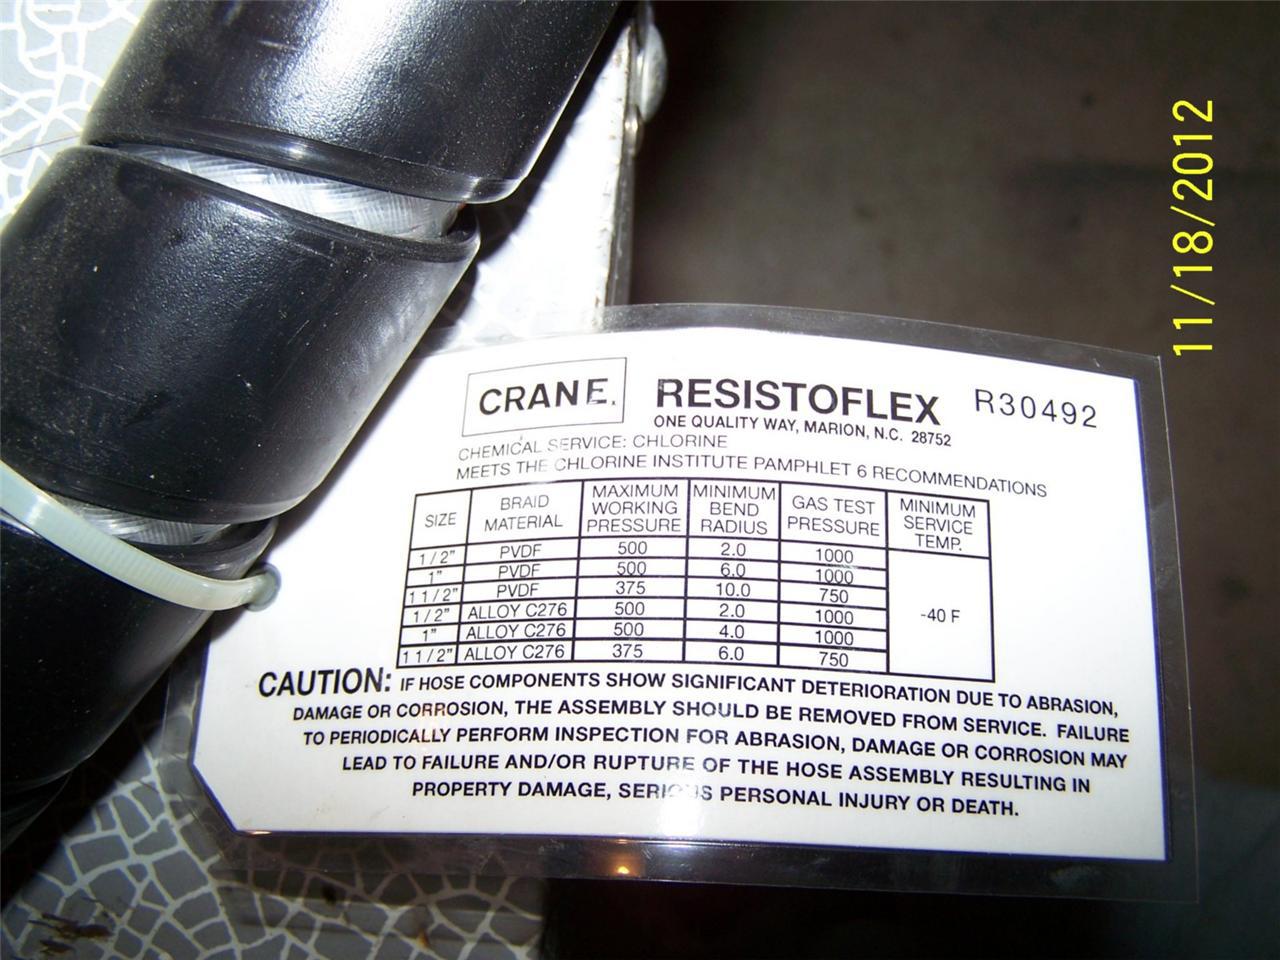 CRANE.
RESISTOFLEX
R30492
ONE QUALITY WAY, MARION, N.C. 28752
CHEMICAL SERVICE: CHLORINE
MEETS THE CHLORINE INSTITUTE PAMPHLET 6 RECOMMENDATIONS
SIZE BRAID MATERIAL MAXIMUM WORKING PRESSURE MINIMUM BEND RADIUS GAS TEST PRESSURE MINIMUM SERVICE TEMP.
1/2" PVDF 500 2.0 1000
1" PVDF 500 6.0 1000
1 1/2" PVDF 375 10.0 750
1/2" ALLOY C276 500 2.0 1000 -40 F
1" ALLOY C276 500 4.0 1000
1 1/2" ALLOY C276 375 6.0 750
CAUTION: IF HOSE COMPONENTS SHOW SIGNIFICANT DETERIORATION DUE TO ABRASION,
DAMAGE OR CORROSION, THE ASSEMBLY SHOULD BE REMOVED FROM SERVICE. FAILURE
TO PERIODICALLY PERFORM INSPECTION FOR ABRASION, DAMAGE OR CORROSION MAY
LEAD TO FAILURE AND/OR RUPTURE OF THE HOSE ASSEMBLY RESULTING IN
PROPERTY DAMAGE, SERIOUS PERSONAL INJURY OR DEATH.
11/18/2012